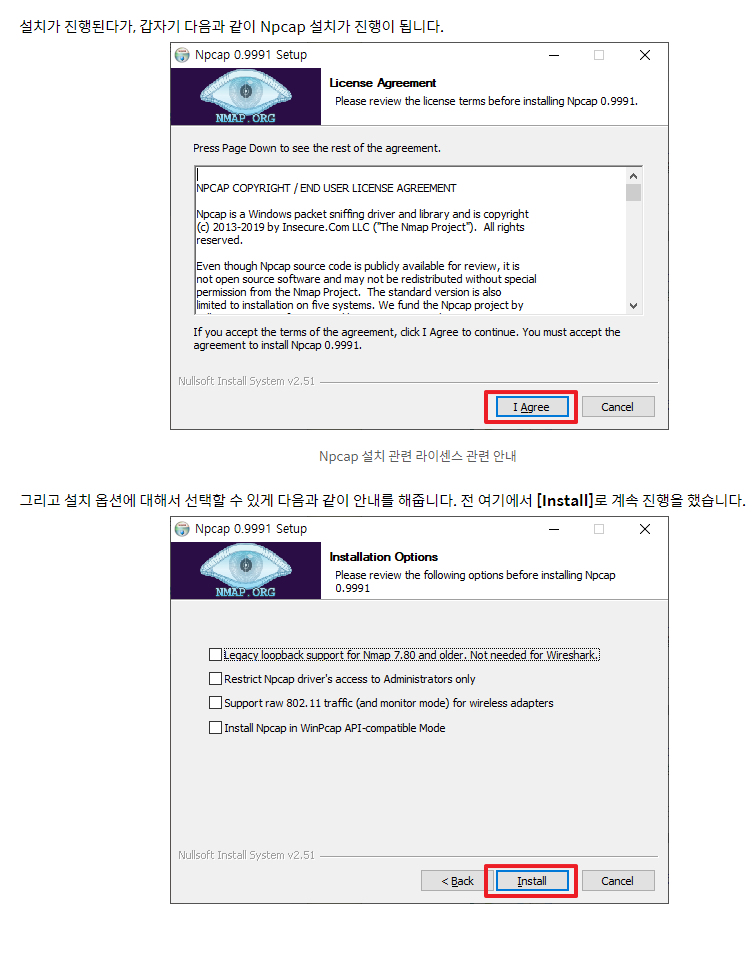 설치가 진행된다가, 갑자기 다음과 같이 Npcap 설치가 진행이 됩니다.
Npcap 0.9991 Setup
NMAP.ORG
License Agreement
Please review the license terms before installing Npcap 0.9991.
Press Page Down to see the rest of the agreement.
NPCAP COPYRIGHT / END USER LICENSE AGREEMENT
Npcap is a Windows packet sniffing driver and library and is copyright
(c) 2013-2019 by Insecure.Com LLC ("The Nmap Project").  All rights
reserved.
Even though Npcap source code is publicly available for review, it is
not open source software and may not be redistributed without special
permission from the Nmap Project.  The standard version is also
limited to installation on five systems. We fund the Npcap project by
If you accept the terms of the agreement, click I Agree to continue. You must accept the
agreement to install Npcap 0.9991.
Nullsoft Install System v2.51
I Agree
Cancel
Npcap 설치 관련 라이센스 관련 안내
그리고 설치 옵션에 대해서 선택할 수 있게 다음과 같이 안내를 해줍니다. 전 여기에서 [Install]로 계속 진행을 했습니다.
Npcap 0.9991 Setup
NMAP.ORG
Installation Options
Please review the following options before installing Npcap
0.9991
Legacy loopback support for Nmap 7.80 and older. Not needed for Wireshark.
Restrict Npcap driver's access to Administrators only
Support raw 802.11 traffic (and monitor mode) for wireless adapters
Install Npcap in WinPcap API-compatible Mode
Nullsoft Install System v2.51
< Back
Install
Cancel